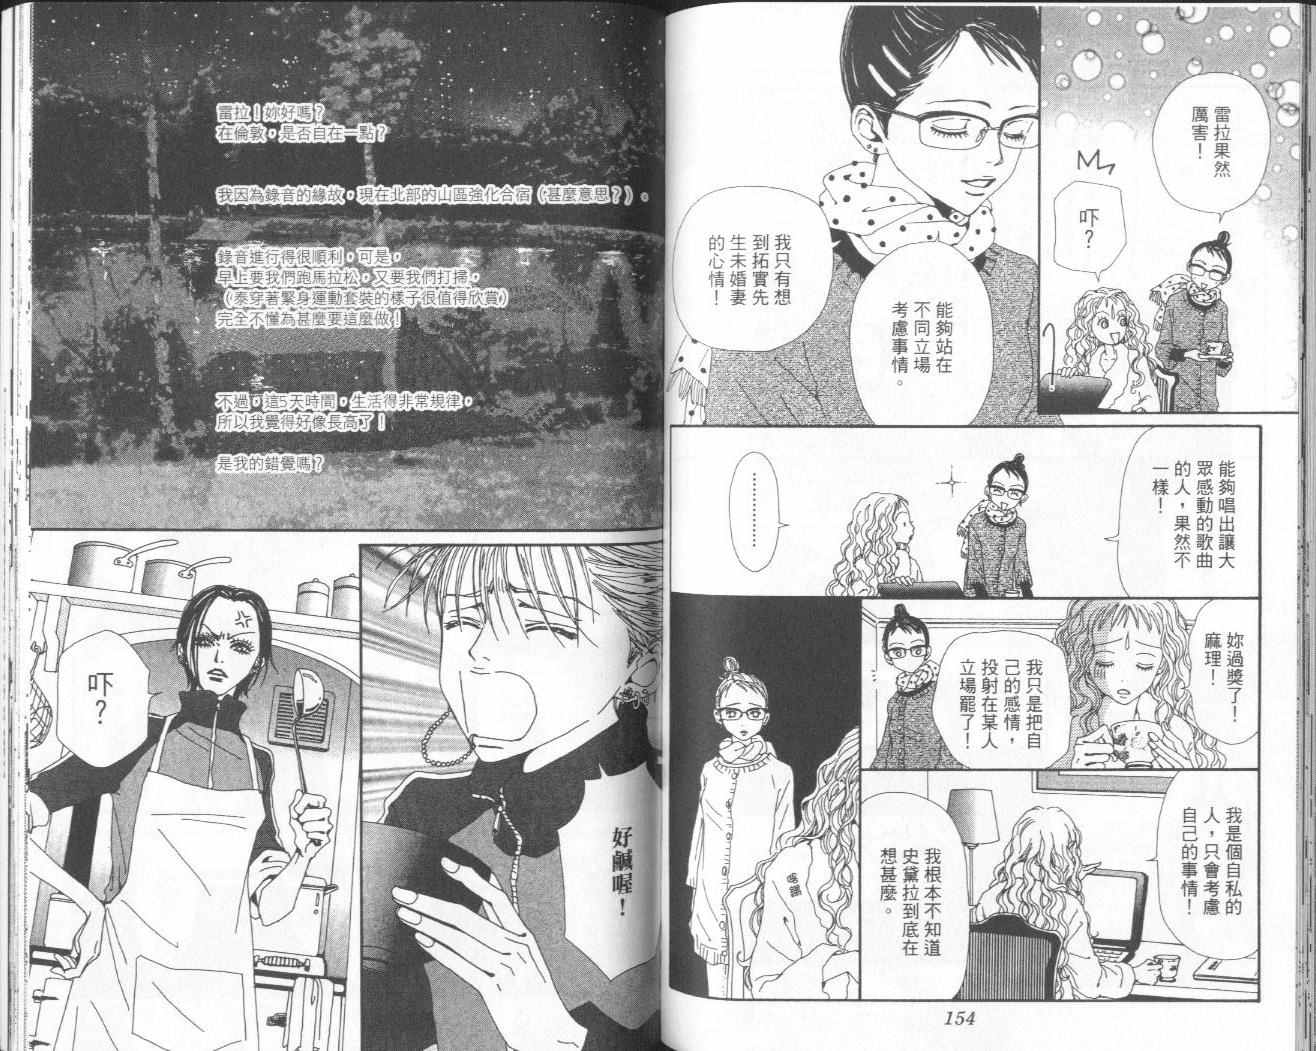 雷拉果然
厲害！
吓？
能夠站在
不同立場
考慮事情。
我只有想
到拓實先
生未婚妻
的心情！
能夠唱出讓大
眾感動的歌曲
的人，果然不
一樣！
…………
妳過獎了！
麻理！
我只是把自
己的感情，
投射在某人
立場罷了！
我是個自私的
人，只會考慮
自己的事情！
我根本不知道
史黛拉到底在
想甚麼。
喀鏘
154
雷拉！妳好嗎？
在倫敦，是否自在一點？
我因為錄音的緣故，現在北部的山區強化合宿（甚麼意思？）。
錄音進行得很順利，可是，
早上要我們跑馬拉松，又要我們打掃，
（泰穿著緊身運動套裝的樣子很值得欣賞）
完全不懂為甚麼要這麼做！
不過，這5天時間，生活得非常規律，
所以我覺得好像長高了！
是我的錯覺嗎？
好鹹喔！
吓？